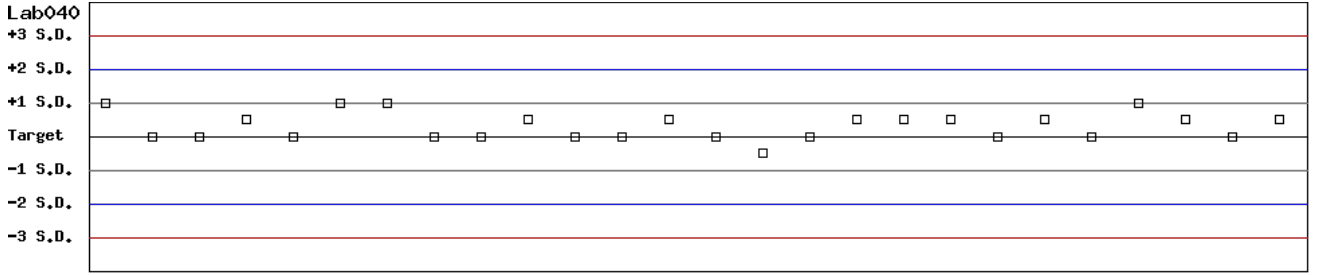 Lab040
+3 S.D.
+2 S.D.
+1 S.D.
Target
-1 S.D.
-2 S.D.
-3 S.D.